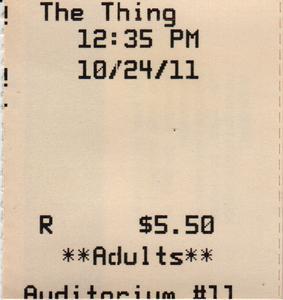 The Thing
12:35 PM
10/24/11
R $5.50
**Adults**
Auditorium #11